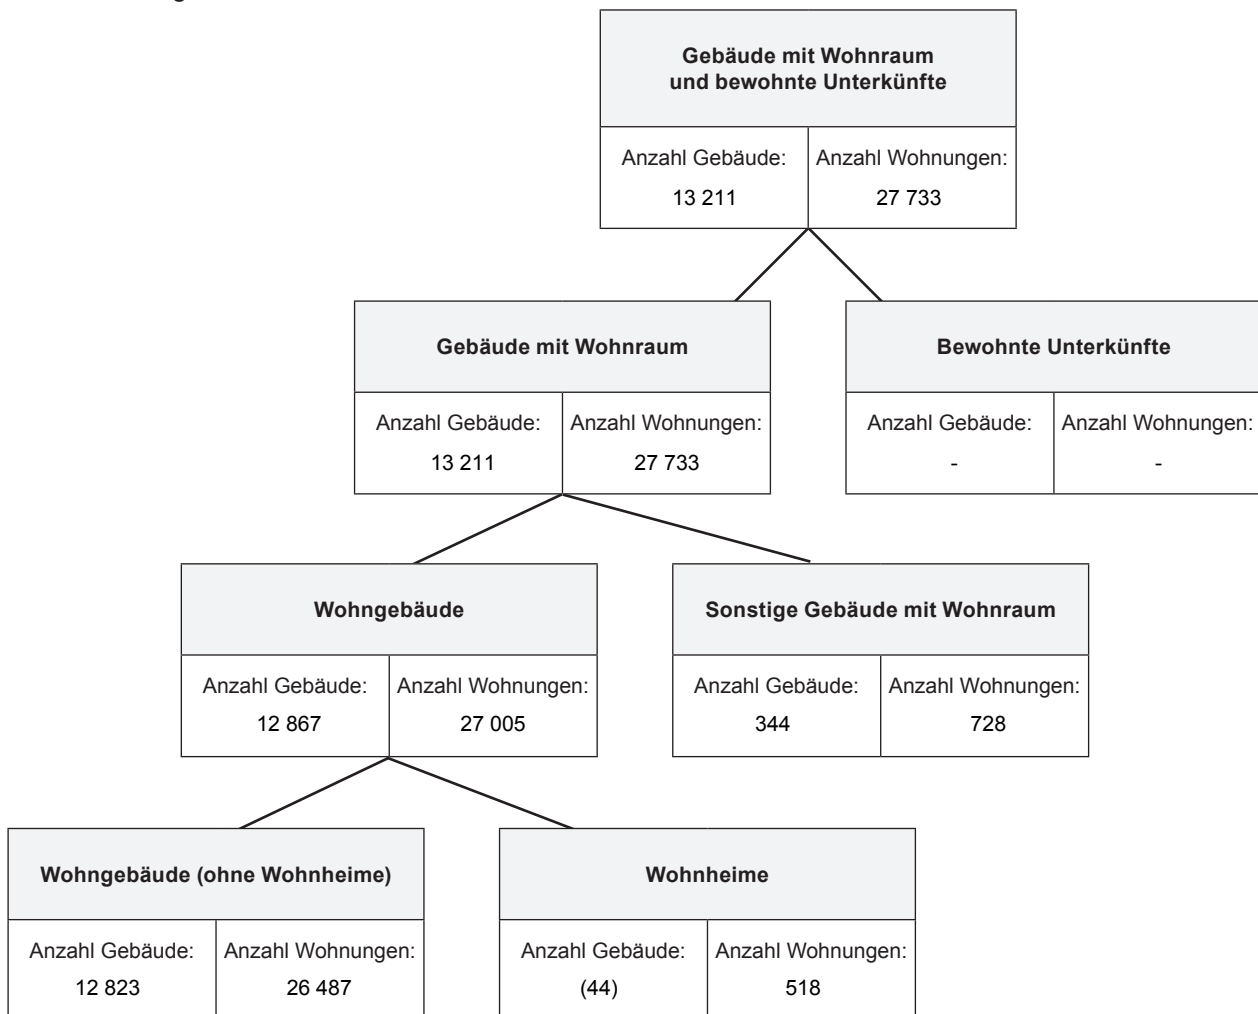 Gebäude mit Wohnraum
und bewohnte Unterkünfte
Anzahl Gebäude: Anzahl Wohnungen:
13 211 27 733
Gebäude mit Wohnraum Bewohnte Unterkünfte
Anzahl Gebäude: Anzahl Wohnungen: Anzahl Gebäude: Anzahl Wohnungen:
13 211 27 733 - -
Wohngebäude Sonstige Gebäude mit Wohnraum
Anzahl Gebäude: Anzahl Wohnungen: Anzahl Gebäude: Anzahl Wohnungen:
12 867 27 005 344 728
Wohngebäude (ohne Wohnheime) Wohnheime
Anzahl Gebäude: Anzahl Wohnungen: Anzahl Gebäude: Anzahl Wohnungen:
12 823 26 487 (44) 518